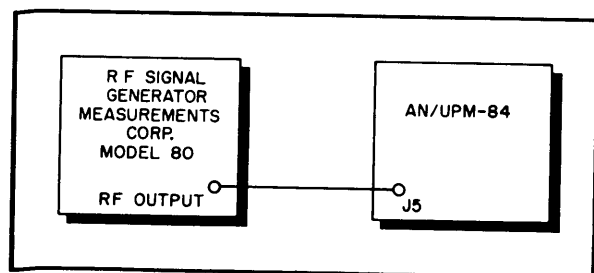 R F SIGNAL
GENERATOR
MEASUREMENTS
CORP.
MODEL 80
RF OUTPUT
AN/UPM-84
J5